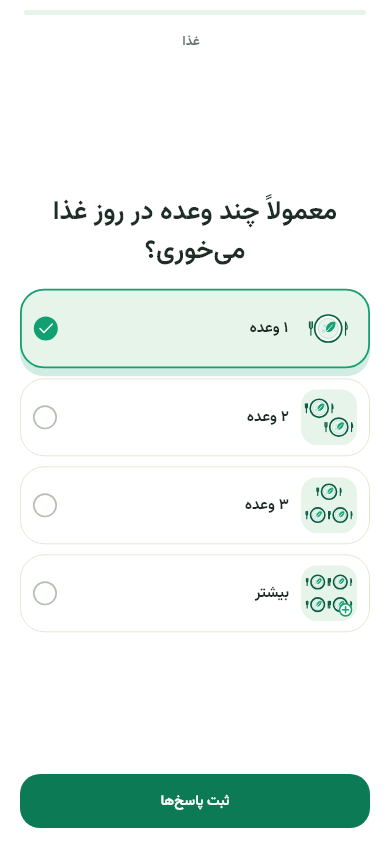 غذا
معمولاً چند وعده در روز غذا
می‌خوری؟
۱ وعده
۲ وعده
۳ وعده
بیشتر
ثبت پاسخ‌ها